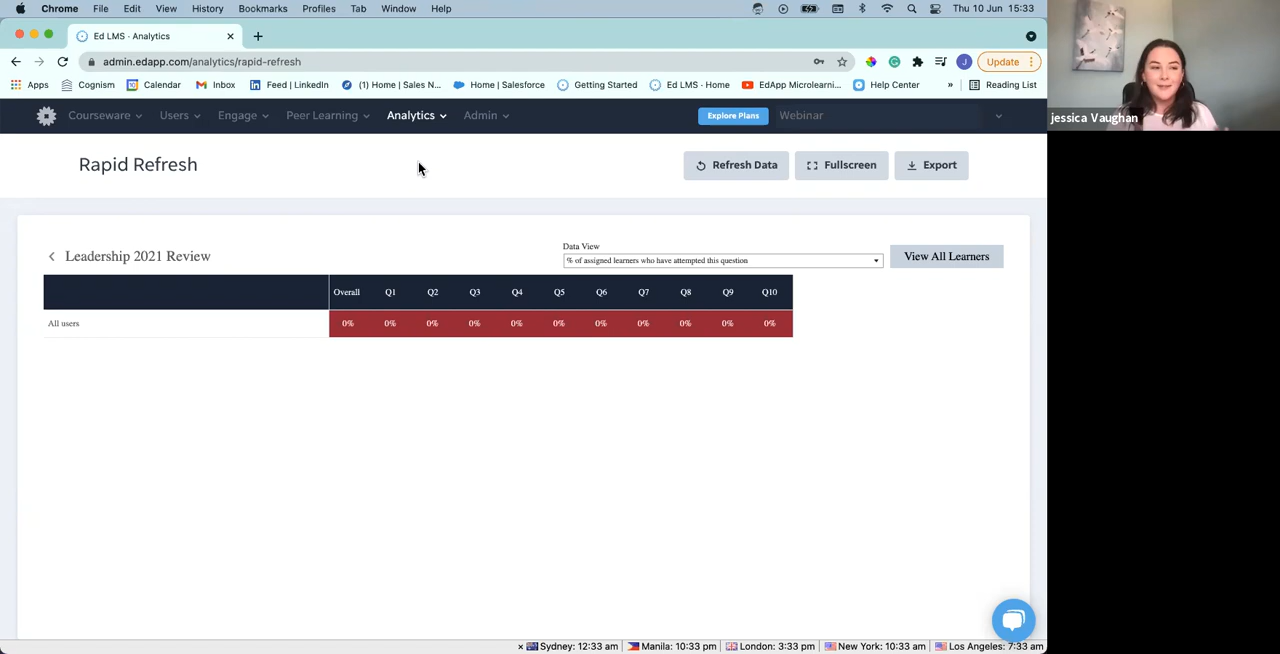 Chrome File Edit View History Bookmarks Profiles Tab Window Help Thu 10 Jun 15:33
Ed LMS · Analytics
admin.edapp.com/analytics/rapid-refresh Update
Apps Cognism Calendar Inbox Feed | LinkedIn (1) Home | Sales N... Home | Salesforce Getting Started Ed LMS · Home EdApp Microlearni... Help Center » Reading List
jessica Vaughan
Courseware Users Engage Peer Learning Analytics Admin Explore Plans Webinar
Rapid Refresh Refresh Data Fullscreen Export
Data View
Leadership 2021 Review % of assigned learners who have attempted this question View All Learners
Overall Q1 Q2 Q3 Q4 Q5 Q6 Q7 Q8 Q9 Q10
All users 0% 0% 0% 0% 0% 0% 0% 0% 0% 0% 0%
× Sydney: 12:33 am Manila: 10:33 pm London: 3:33 pm New York: 10:33 am Los Angeles: 7:33 am